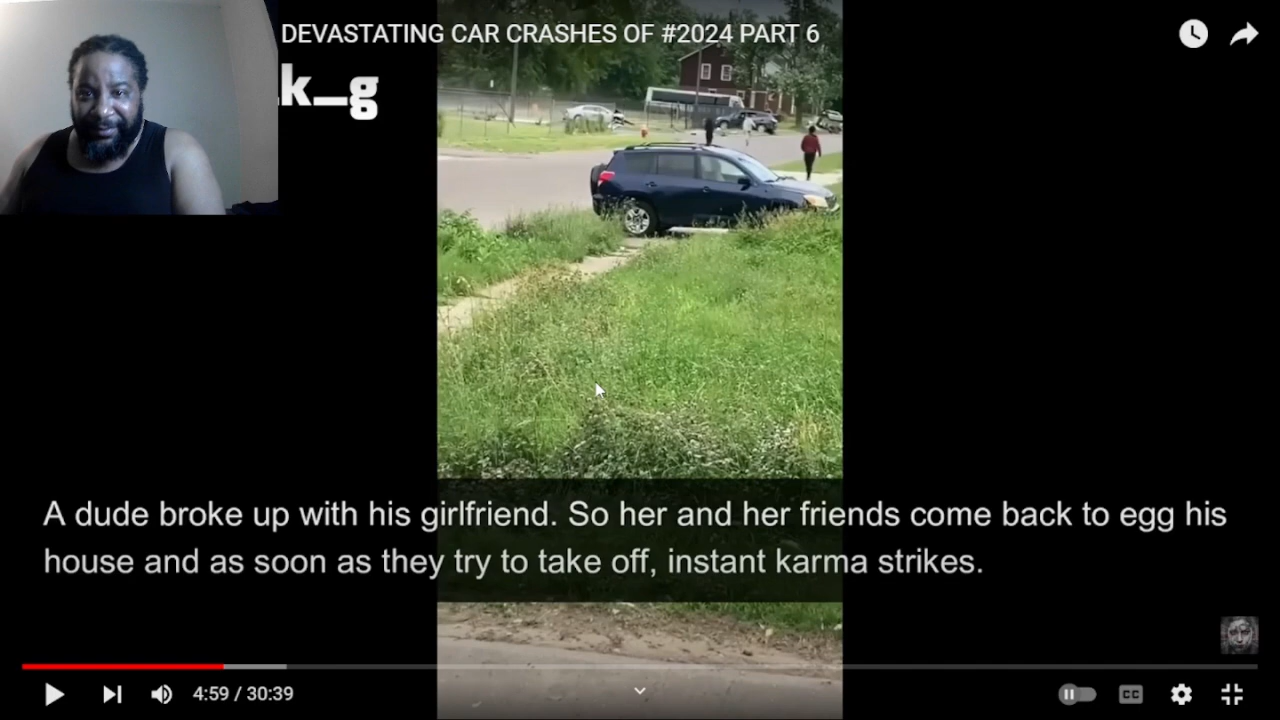 DEVASTATING CAR CRASHES OF #2024 PART 6
k_g
A dude broke up with his girlfriend. So her and her friends come back to egg his
house and as soon as they try to take off, instant karma strikes.
4:59 / 30:39
CC